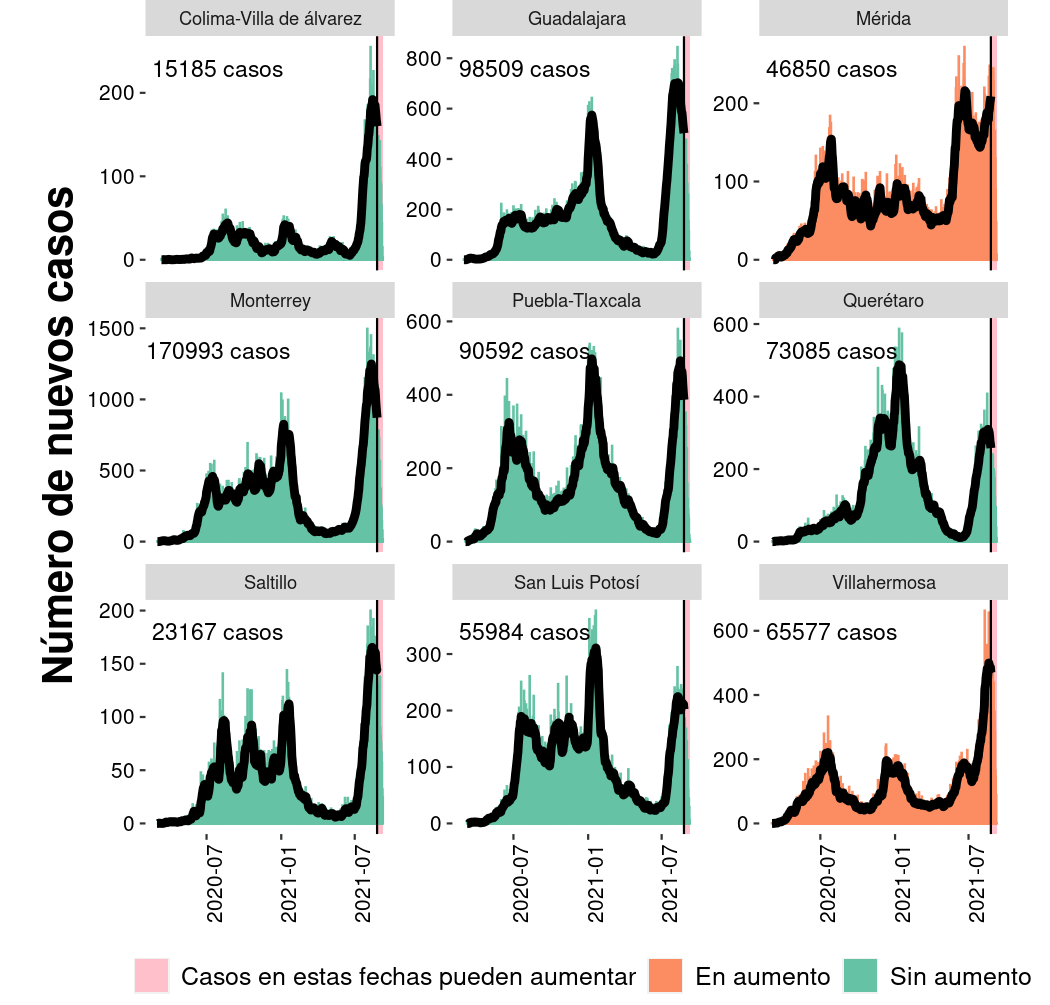 Número de nuevos casos
Colima-Villa de álvarez
15185 casos
200
100
0
Guadalajara
98509 casos
800
600
400
200
0
Mérida
46850 casos
200
100
0
Monterrey
170993 casos
1500
1000
500
0
Puebla-Tlaxcala
90592 casos
600
400
200
0
Querétaro
73085 casos
600
400
200
0
Saltillo
23167 casos
200
150
100
50
0
2020-07
2021-01
2021-07
San Luis Potosí
55984 casos
300
200
100
0
2020-07
2021-01
2021-07
Villahermosa
65577 casos
600
400
200
0
2020-07
2021-01
2021-07
Casos en estas fechas pueden aumentar
En aumento
Sin aumento